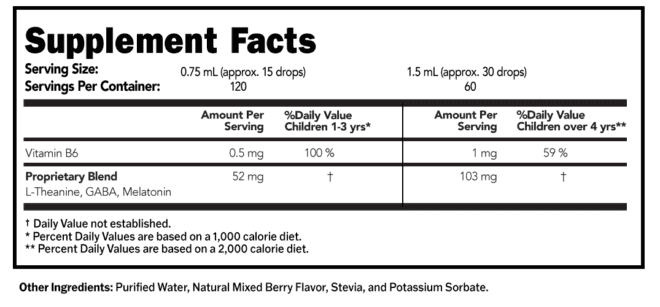 Supplement Facts
Serving Size: 0.75 mL (approx. 15 drops) 1.5 mL (approx. 30 drops)
Servings Per Container: 120 60
Amount Per %Daily Value Amount Per %Daily Value
Serving Children 1-3 yrs* Serving Children over 4 yrs**
Vitamin B6 0.5 mg 100 % 1 mg 59 %
Proprietary Blend 52 mg † 103 mg †
L-Theanine, GABA, Melatonin
† Daily Value not established.
* Percent Daily Values are based on a 1,000 calorie diet.
** Percent Daily Values are based on a 2,000 calorie diet.
Other Ingredients: Purified Water, Natural Mixed Berry Flavor, Stevia, and Potassium Sorbate.